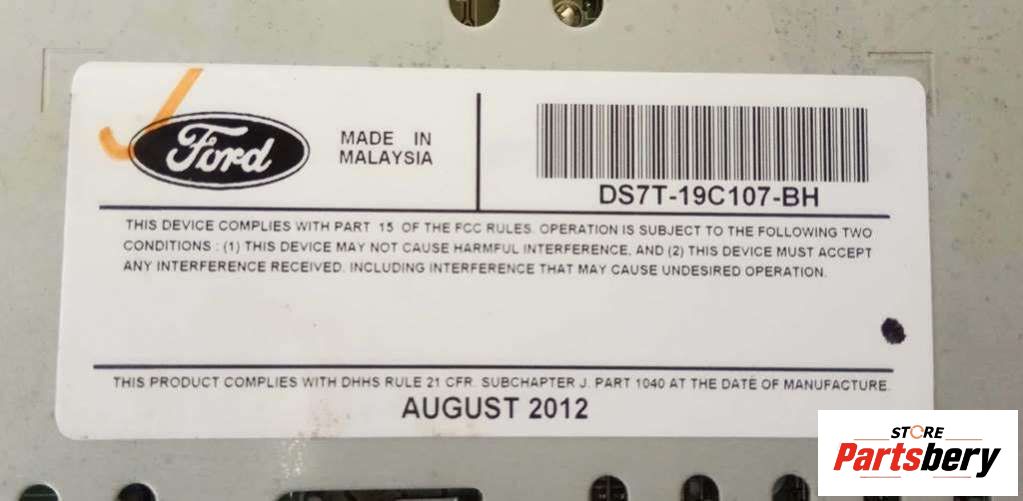 Ford
MADE IN
MALAYSIA
DS7T-19C107-BH
THIS DEVICE COMPLIES WITH PART 15 OF THE FCC RULES. OPERATION IS SUBJECT TO THE FOLLOWING TWO
CONDITIONS : (1) THIS DEVICE MAY NOT CAUSE HARMFUL INTERFERENCE, AND (2) THIS DEVICE MUST ACCEPT
ANY INTERFERENCE RECEIVED. INCLUDING INTERFERENCE THAT MAY CAUSE UNDESIRED OPERATION.
THIS PRODUCT COMPLIES WITH DHHS RULE 21 CFR. SUBCHAPTER J. PART 1040 AT THE DATE OF MANUFACTURE.
AUGUST 2012
STORE
Partsbery